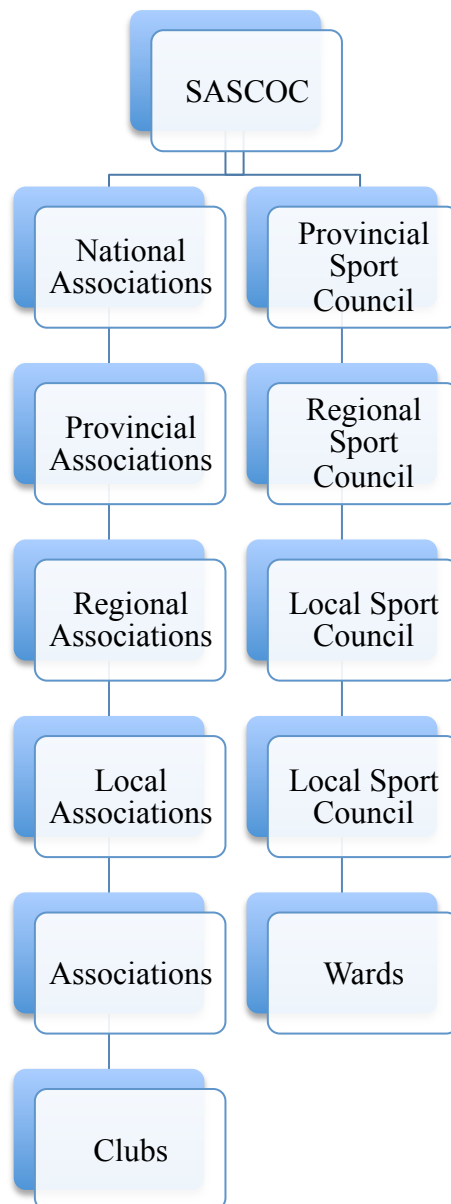 SASCOC
National
Associations
Provincial
Sport
Council
Provincial
Associations
Regional
Sport
Council
Regional
Associations
Local Sport
Council
Local
Associations
Local Sport
Council
Associations
Wards
Clubs